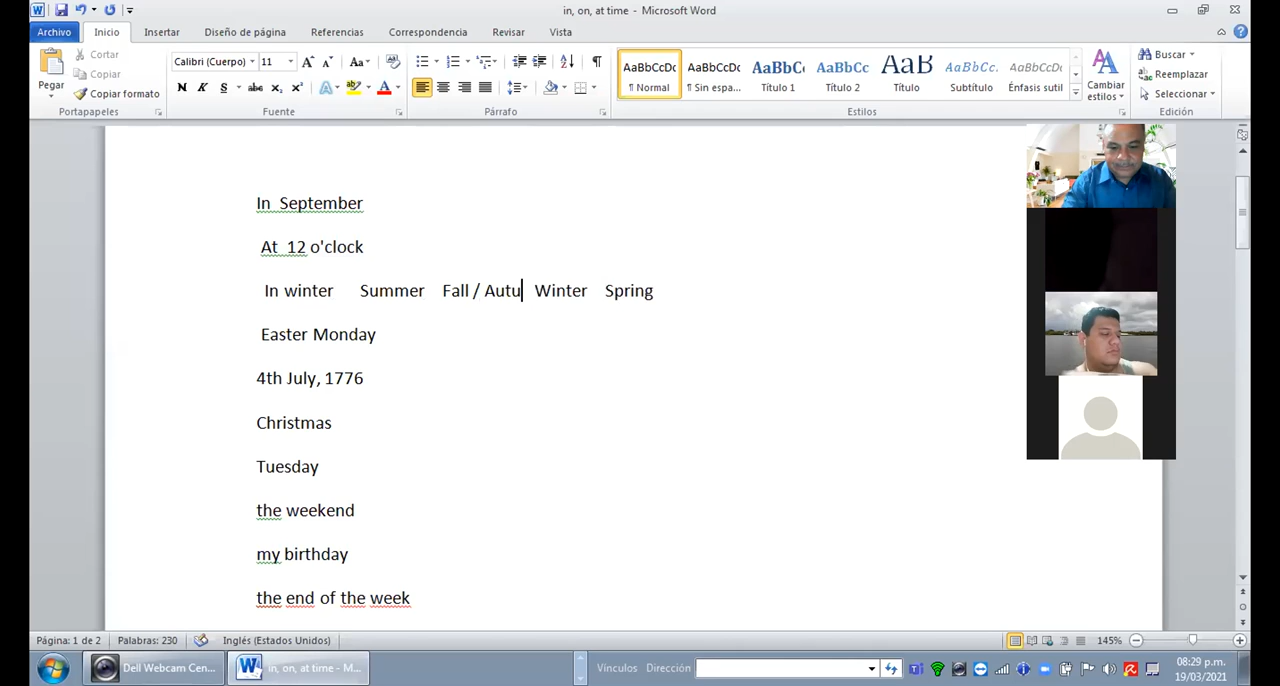 in, on, at time - Microsoft Word
Archivo Inicio Insertar Diseño de página Referencias Correspondencia Revisar Vista
Pegar
Cortar
Copiar
Copiar formato
Portapapeles
Calibri (Cuerpo) 11
Fuente
Párrafo
AaBbCcDc AaBbCcDc AaBbC AaBbCc AaB AaBbCc. AaBbCcDc
¶ Normal ¶ Sin espa... Título 1 Título 2 Título Subtítulo Énfasis sutil
Cambiar estilos
Estilos
Buscar
Reemplazar
Seleccionar
Edición
In September
At 12 o'clock
In winter Summer Fall / Autu Winter Spring
Easter Monday
4th July, 1776
Christmas
Tuesday
the weekend
my birthday
the end of the week
Página: 1 de 2 Palabras: 230 Inglés (Estados Unidos) 145%
Dell Webcam Cen... in, on, at time - M... Vínculos Dirección 08:29 p.m.
19/03/2021